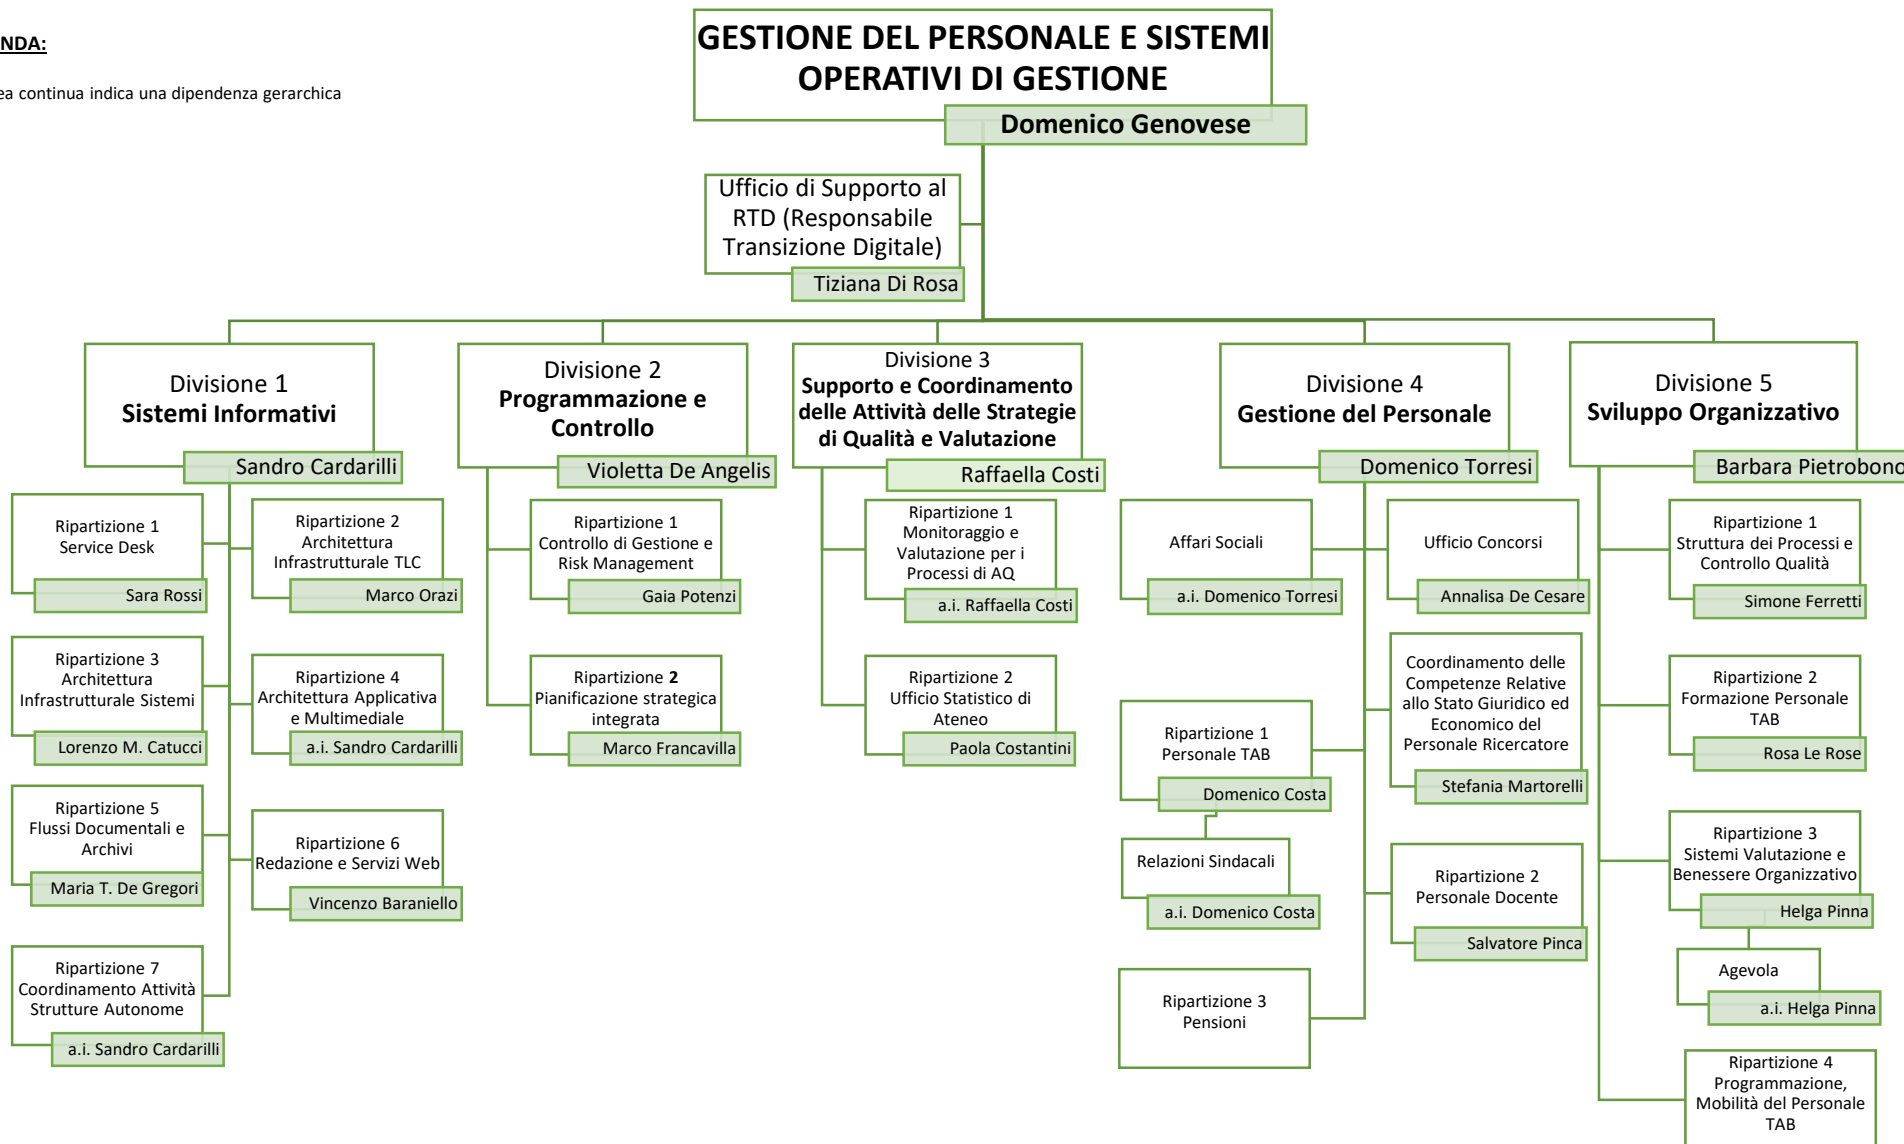 NDA:
ea continua indica una dipendenza gerarchica
GESTIONE DEL PERSONALE E SISTEMI
OPERATIVI DI GESTIONE
Domenico Genovese
Ufficio di Supporto al
RTD (Responsabile
Transizione Digitale)
Tiziana Di Rosa
Divisione 1
Sistemi Informativi
Sandro Cardarilli
Ripartizione 1
Service Desk
Sara Rossi
Ripartizione 2
Architettura
Infrastrutturale TLC
Marco Orazi
Ripartizione 3
Architettura
Infrastrutturale Sistemi
Lorenzo M. Catucci
Ripartizione 4
Architettura Applicativa
e Multimediale
a.i. Sandro Cardarilli
Ripartizione 5
Flussi Documentali e
Archivi
Maria T. De Gregori
Ripartizione 6
Redazione e Servizi Web
Vincenzo Baraniello
Ripartizione 7
Coordinamento Attività
Strutture Autonome
a.i. Sandro Cardarilli
Divisione 2
Programmazione e
Controllo
Violetta De Angelis
Ripartizione 1
Controllo di Gestione e
Risk Management
Gaia Potenzi
Ripartizione 2
Pianificazione strategica
integrata
Marco Francavilla
Divisione 3
Supporto e Coordinamento
delle Attività delle Strategie
di Qualità e Valutazione
Raffaella Costi
Ripartizione 1
Monitoraggio e
Valutazione per i
Processi di AQ
a.i. Raffaella Costi
Ripartizione 2
Ufficio Statistico di
Ateneo
Paola Costantini
Divisione 4
Gestione del Personale
Domenico Torresi
Affari Sociali
a.i. Domenico Torresi
Ufficio Concorsi
Annalisa De Cesare
Ripartizione 1
Personale TAB
Domenico Costa
Relazioni Sindacali
a.i. Domenico Costa
Coordinamento delle
Competenze Relative
allo Stato Giuridico ed
Economico del
Personale Ricercatore
Stefania Martorelli
Ripartizione 2
Personale Docente
Salvatore Pinca
Ripartizione 3
Pensioni
Divisione 5
Sviluppo Organizzativo
Barbara Pietrobono
Ripartizione 1
Struttura dei Processi e
Controllo Qualità
Simone Ferretti
Ripartizione 2
Formazione Personale
TAB
Rosa Le Rose
Ripartizione 3
Sistemi Valutazione e
Benessere Organizzativo
Helga Pinna
Agevola
a.i. Helga Pinna
Ripartizione 4
Programmazione,
Mobilità del Personale
TAB